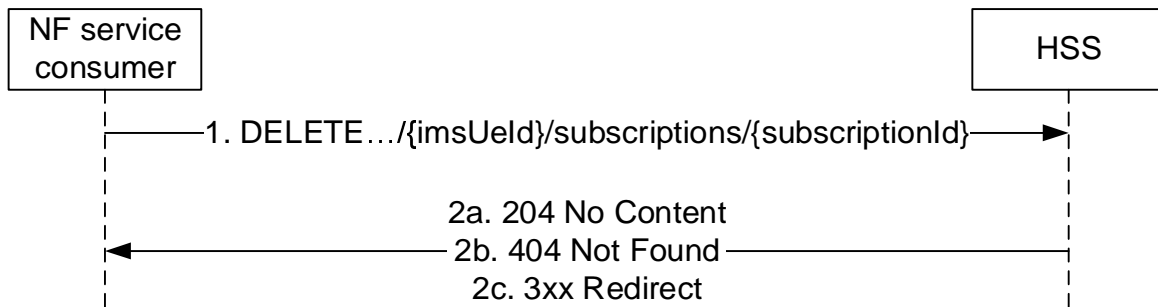 NF service
consumer
HSS
1. DELETE…/{imsUeId}/subscriptions/{subscriptionId}
2a. 204 No Content
2b. 404 Not Found
2c. 3xx Redirect